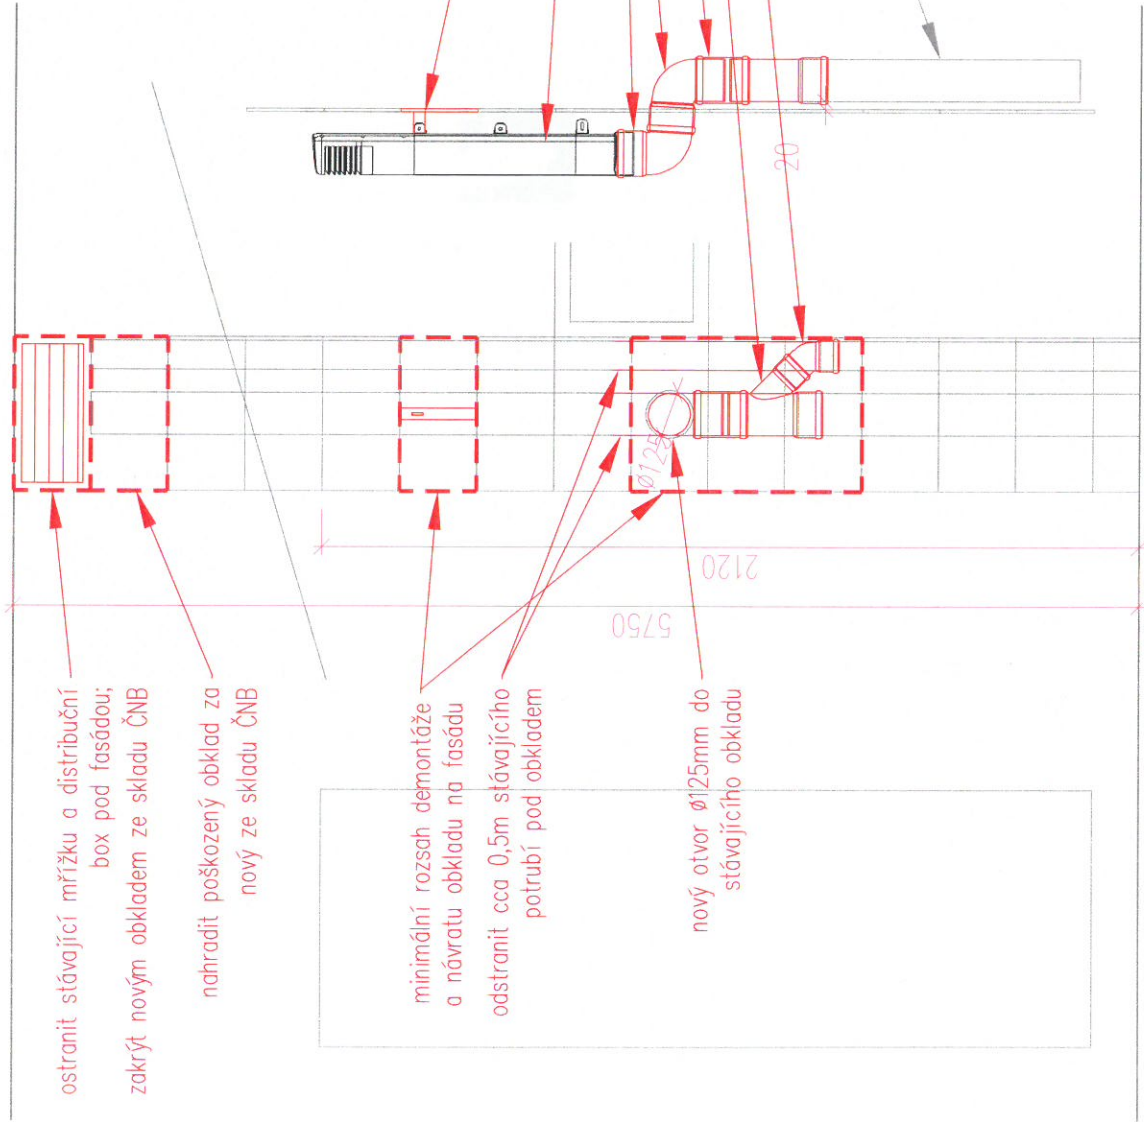 ostranit stávající mřížku a distribuční
box pod fasádou;
zakrýt novým obkladem ze skladu ČNB
nahradit poškozený obklad za
nový ze skladu ČNB
minimální rozsah demontáže
a návratu obkladu na fasádu
odstranit cca 0,5m stávajícího
potrubí pod obkladem
nový otvor ø125mm do
stávajícího obkladu
ø125
20
2120
5750